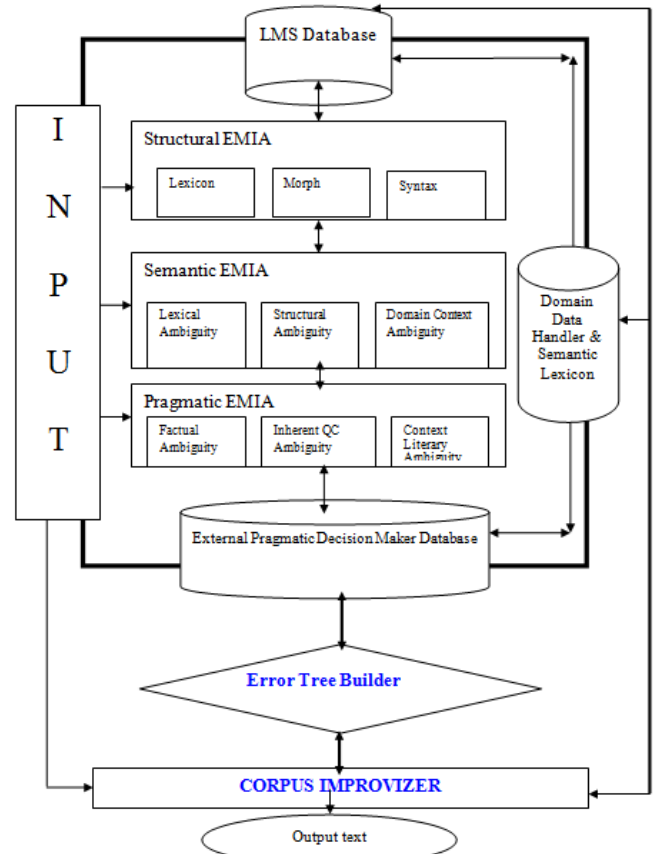 LMS Database
I
N
P
U
T
Structural EMIA
Lexicon
Morph
Syntax
Semantic EMIA
Lexical
Ambiguity
Structural
Ambiguity
Domain Context
Ambiguity
Domain
Data
Handler &
Semantic
Lexicon
Pragmatic EMIA
Factual
Ambiguity
Inherent QC
Ambiguity
Context
Literary
Ambiguity
External Pragmatic Decision Maker Database
Error Tree Builder
CORPUS IMPROVIZER
Output text